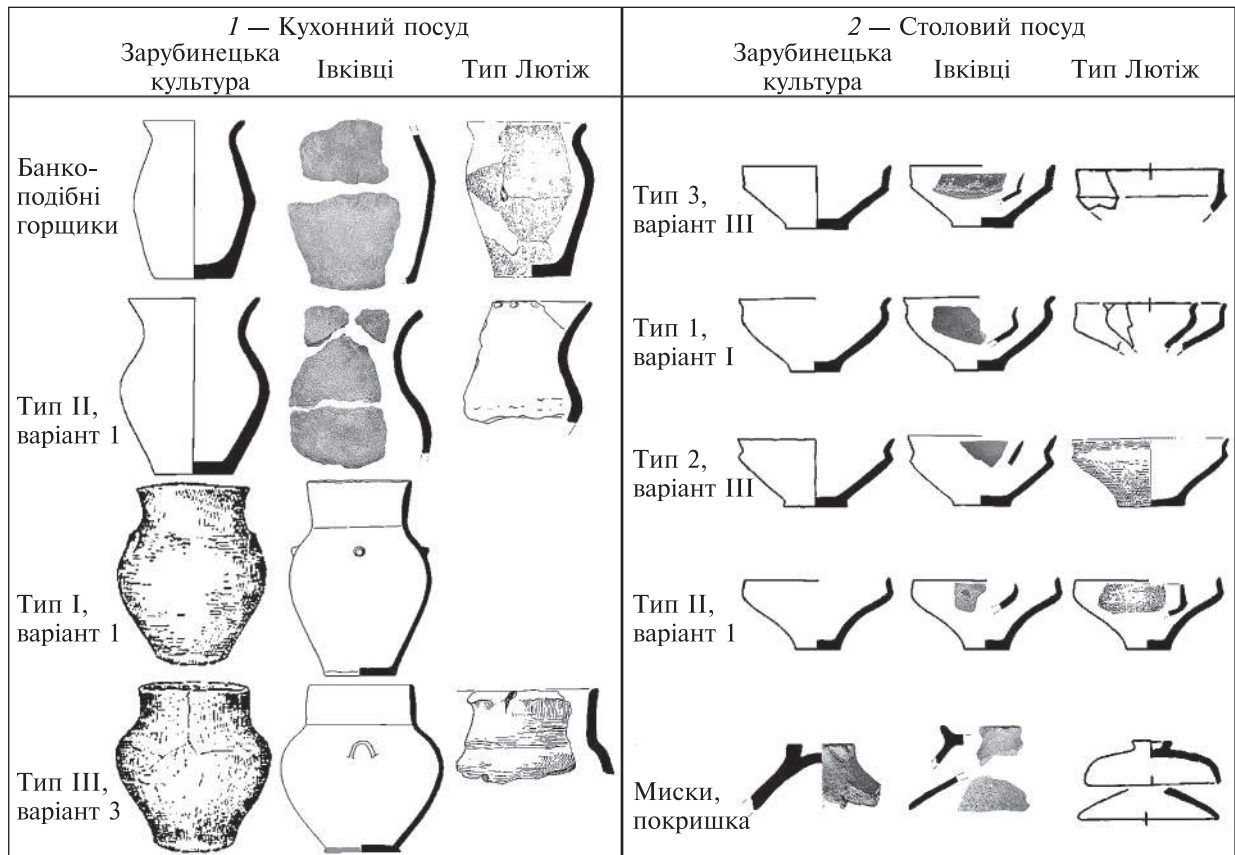 1 — Кухонний посуд
Зарубинецька
культура
Івківці
Тип Лютіж
Банко-
подібні
горщики
Тип II,
варіант 1
Тип I,
варіант 1
Тип III,
варіант 3
2 — Столовий посуд
Зарубинецька
культура
Івківці
Тип Лютіж
Тип 3,
варіант III
Тип 1,
варіант I
Тип 2,
варіант III
Тип II,
варіант 1
Миски,
покришка